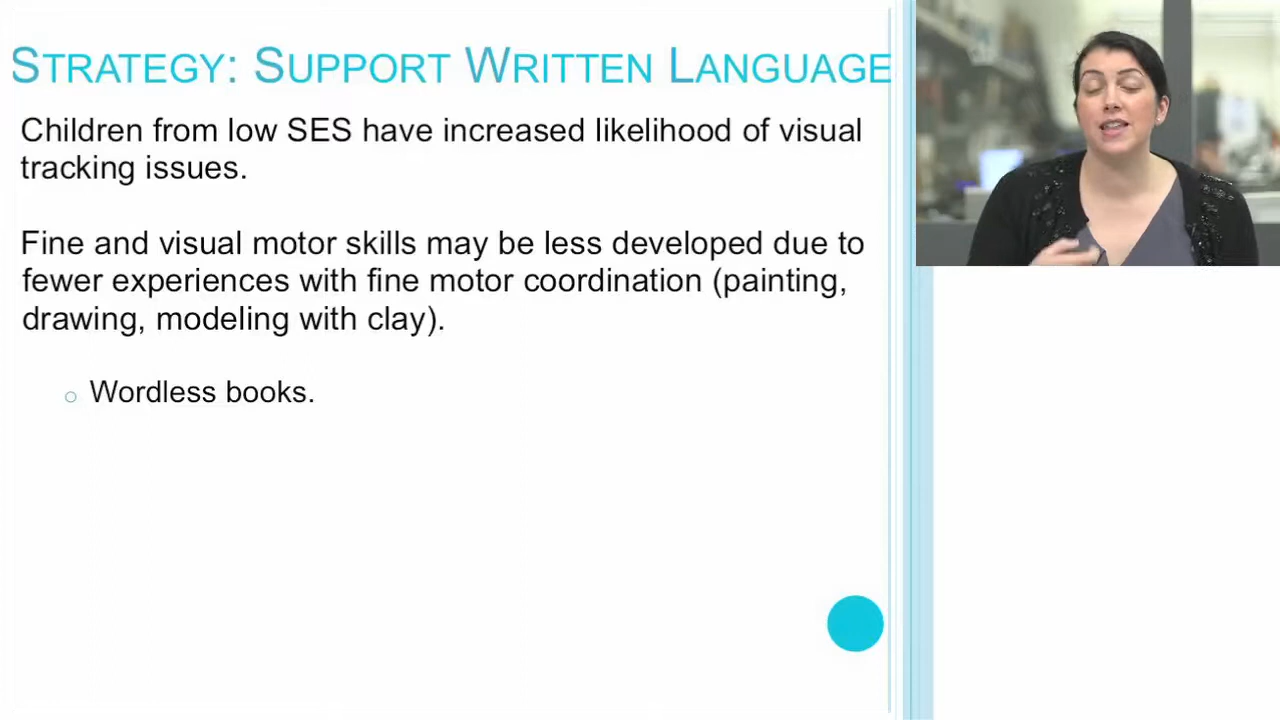 STRATEGY: SUPPORT WRITTEN LANGUAGE
Children from low SES have increased likelihood of visual
tracking issues.
Fine and visual motor skills may be less developed due to
fewer experiences with fine motor coordination (painting,
drawing, modeling with clay).
Wordless books.